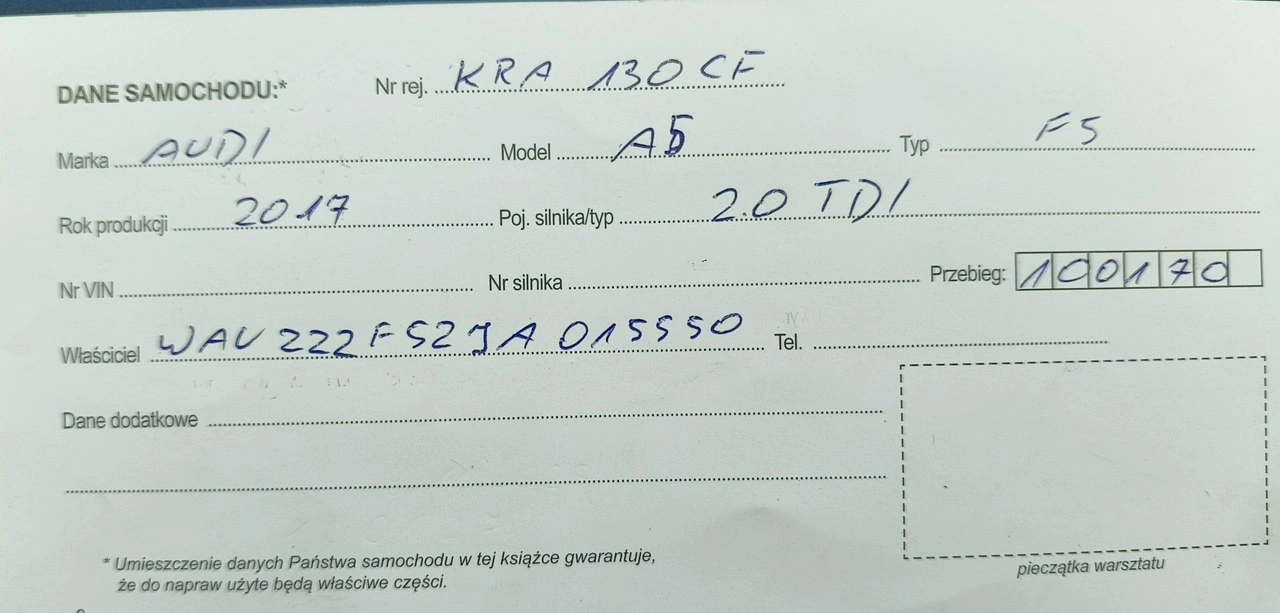 DANE SAMOCHODU:* Nr rej. KRA 130CF
Marka AUDI Model A5 Typ F5
Rok produkcji 2017 Poj. silnika/typ 2.0 TDI
Nr VIN Nr silnika Przebieg: 100170
Właściciel WAU222F52JA015550 Tel.
Dane dodatkowe
* Umieszczenie danych Państwa samochodu w tej książce gwarantuje,
że do napraw użyte będą właściwe części.
pieczątka warsztatu